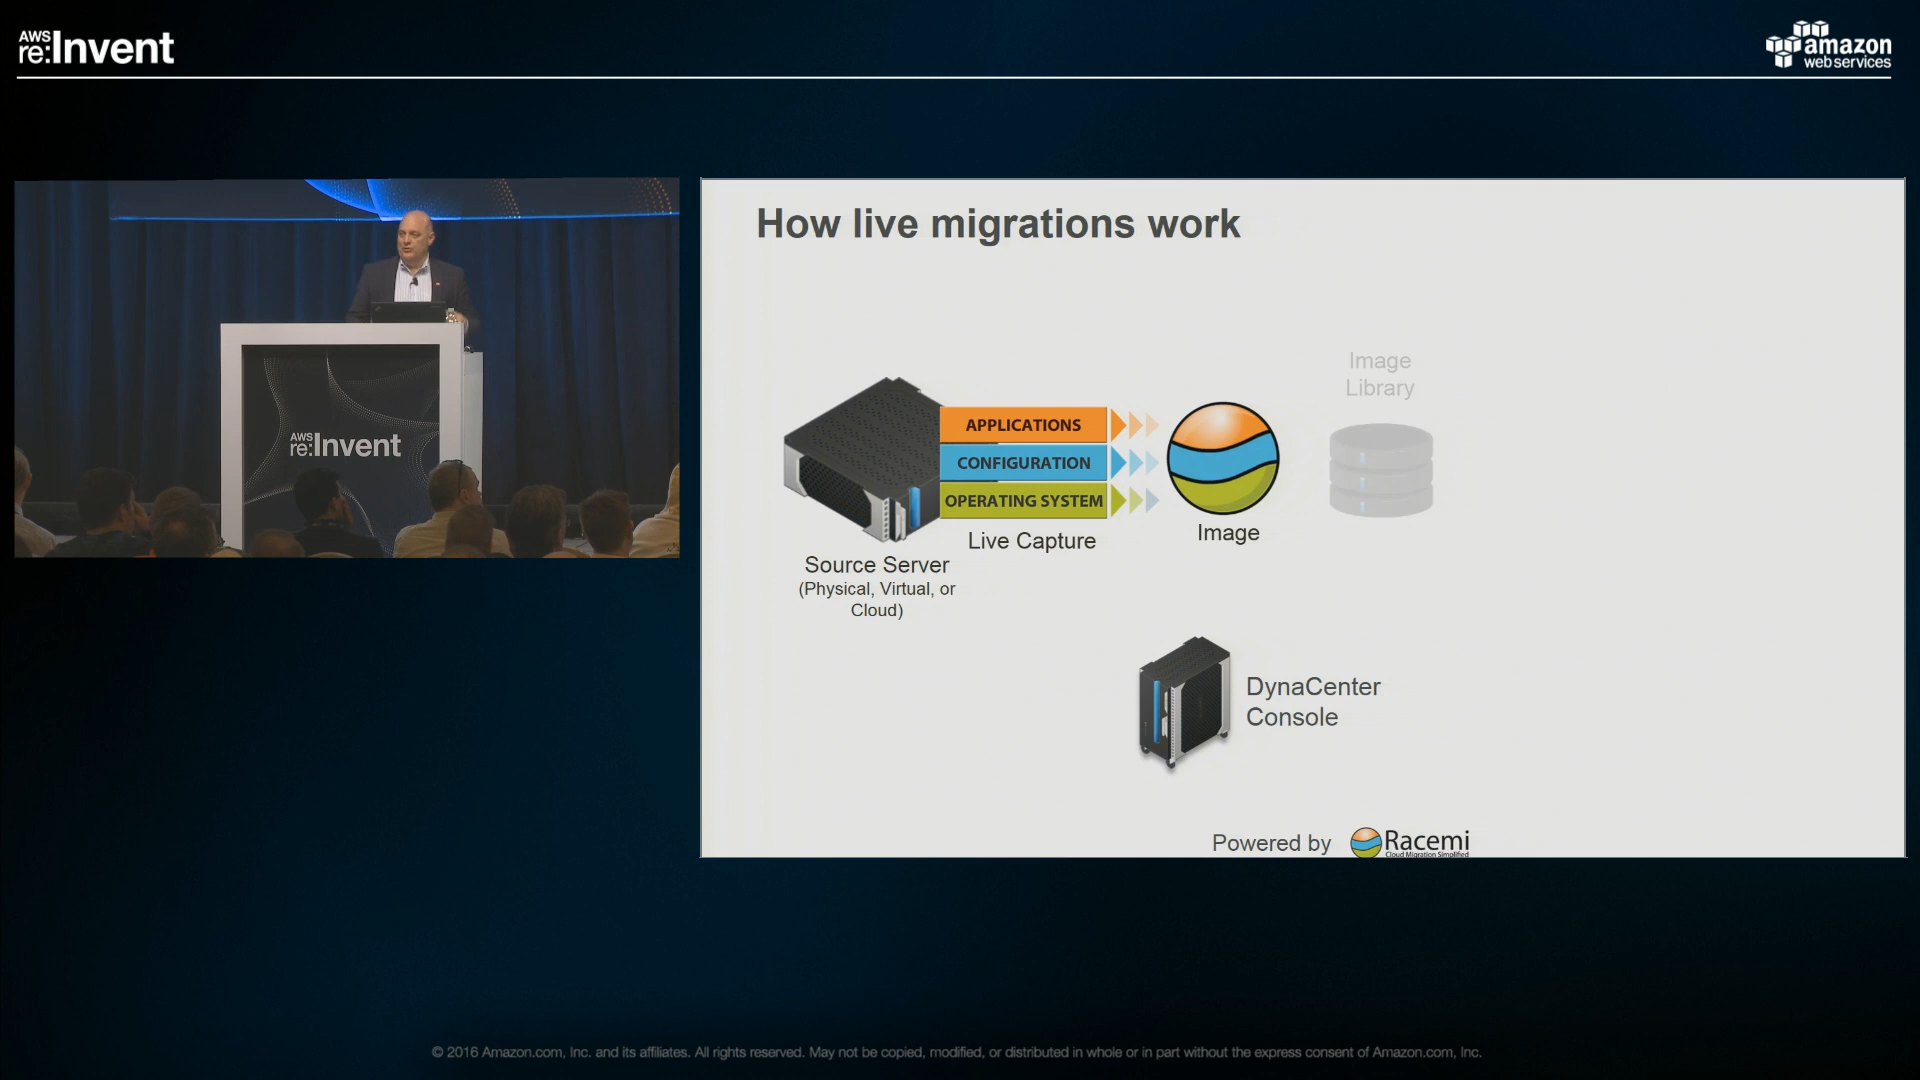 AWS
re:Invent
amazon
web services
How live migrations work
Image
Library
APPLICATIONS
CONFIGURATION
OPERATING SYSTEM
Live Capture
Image
Source Server
(Physical, Virtual, or
Cloud)
AWS
re:Invent
DynaCenter
Console
Powered by
Racemi
Cloud Migration Simplified
© 2016 Amazon.com, Inc. and its affiliates. All rights reserved. May not be copied, modified, or distributed in whole or in part without the express consent of Amazon.com, Inc.